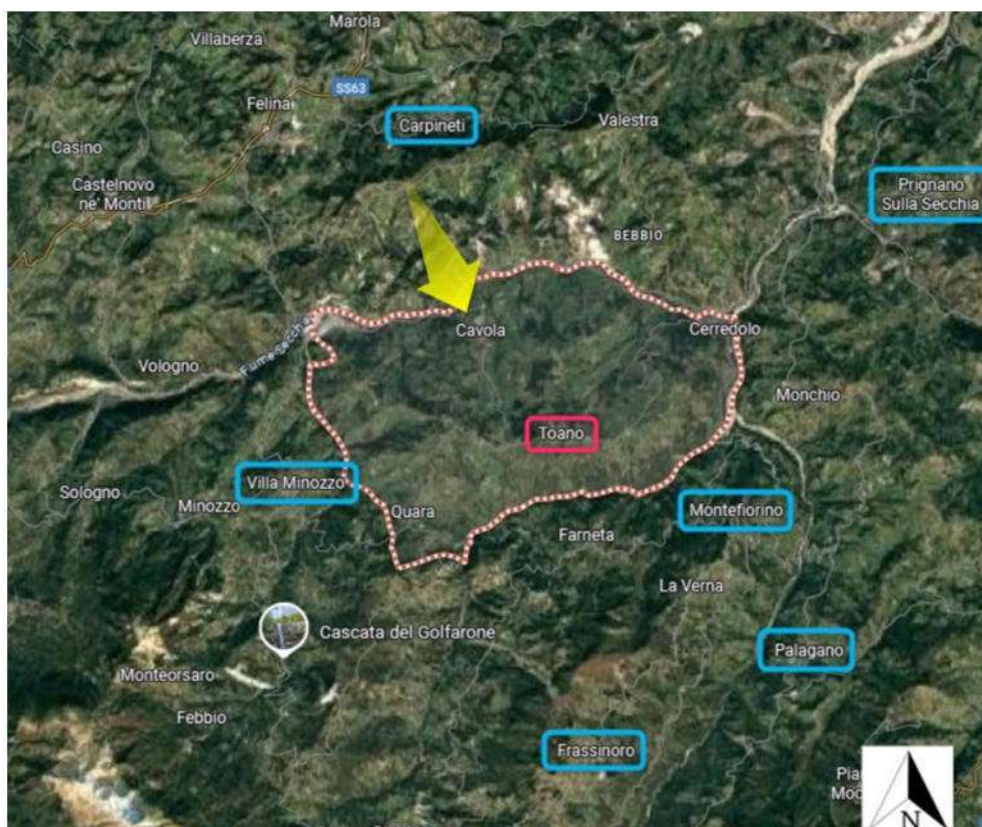 Marola
Villaberza
SS63
Felina
Carpineti
Valestra
Casino
Castelnovo
ne' Monti
Prignano
Sulla Secchia
BEBBIO
Cavola
Cerredolo
Fiume Secchia
Vologno
Monchio
Toano
Villa Minozzo
Sologno
Minozzo
Quara
Montefiorino
Farneta
La Verna
Cascata del Golfarone
Palagano
Monteorsaro
Febbio
Frassinoro
N